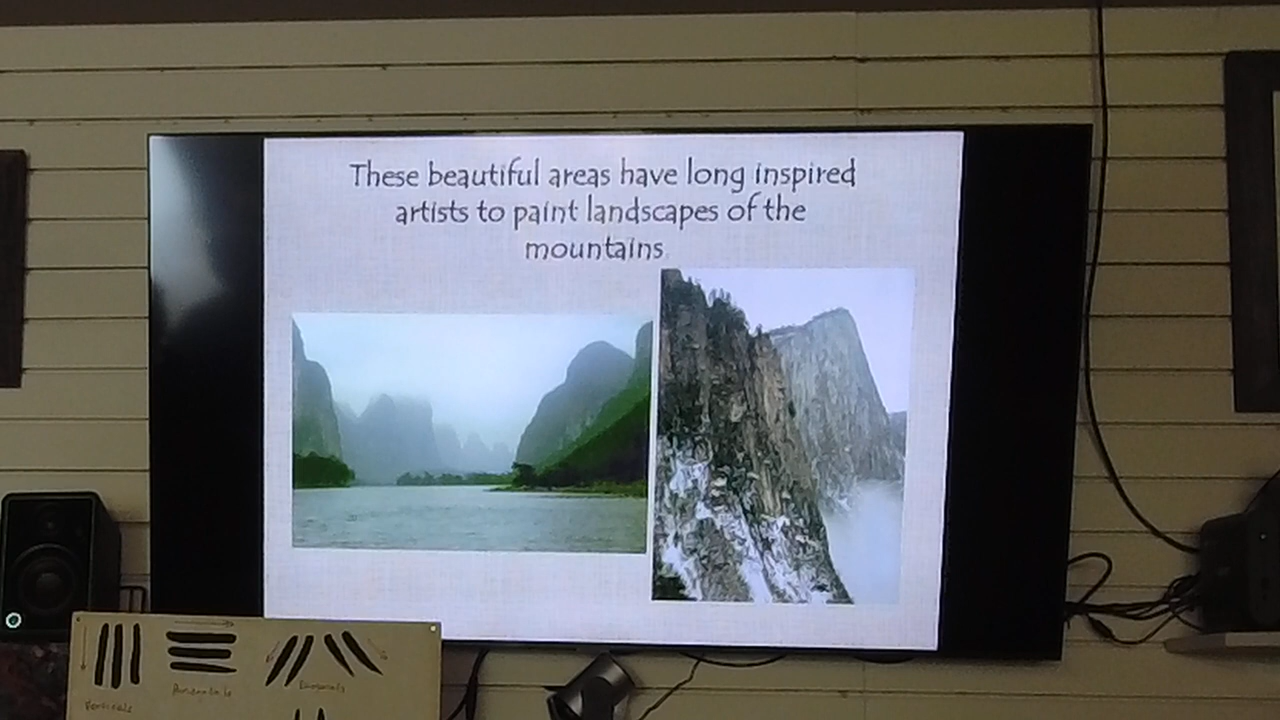 These beautiful areas have long inspired
artists to paint landscapes of the
mountains
Verticals
Horizontals
Diagonals